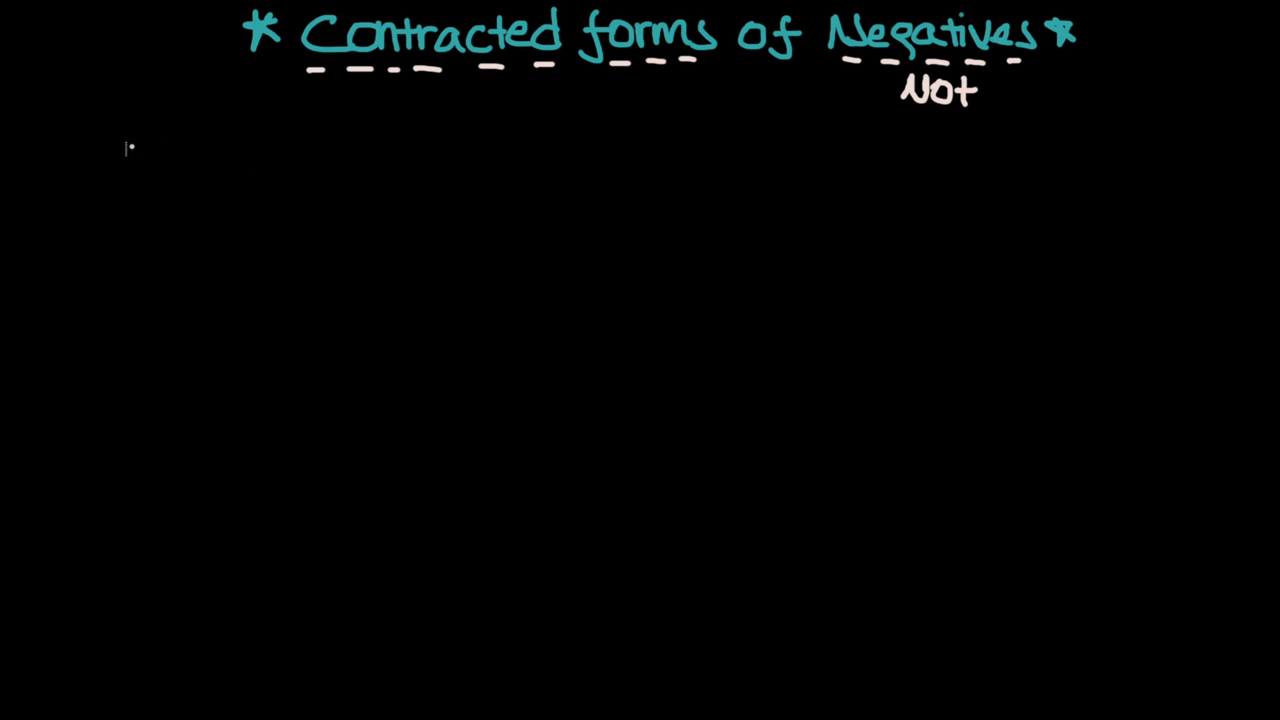 * Contracted forms of Negatives *
Not